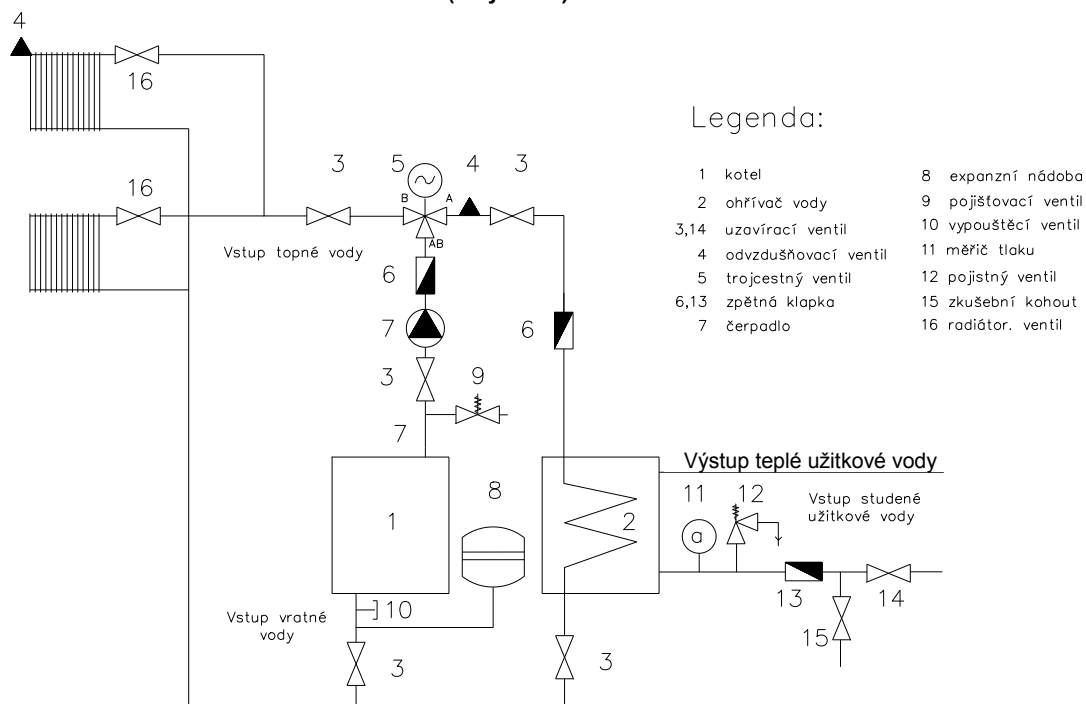 4
16
16
3
5
4
3
B
A
AB
Vstup topné vody
6
7
6
3
9
7
1
8
2
Výstup teplé užitkové vody
11
12
Vstup studené
užitkové vody
a
13
14
15
10
Vstup vratné
vody
3
3
Legenda:
1 kotel
2 ohřívač vody
3,14 uzavírací ventil
4 odvzdušňovací ventil
5 trojcestný ventil
6,13 zpětná klapka
7 čerpadlo
8 expanzní nádoba
9 pojišťovací ventil
10 vypouštěcí ventil
11 měřič tlaku
12 pojistný ventil
15 zkušební kohout
16 radiátor. ventil